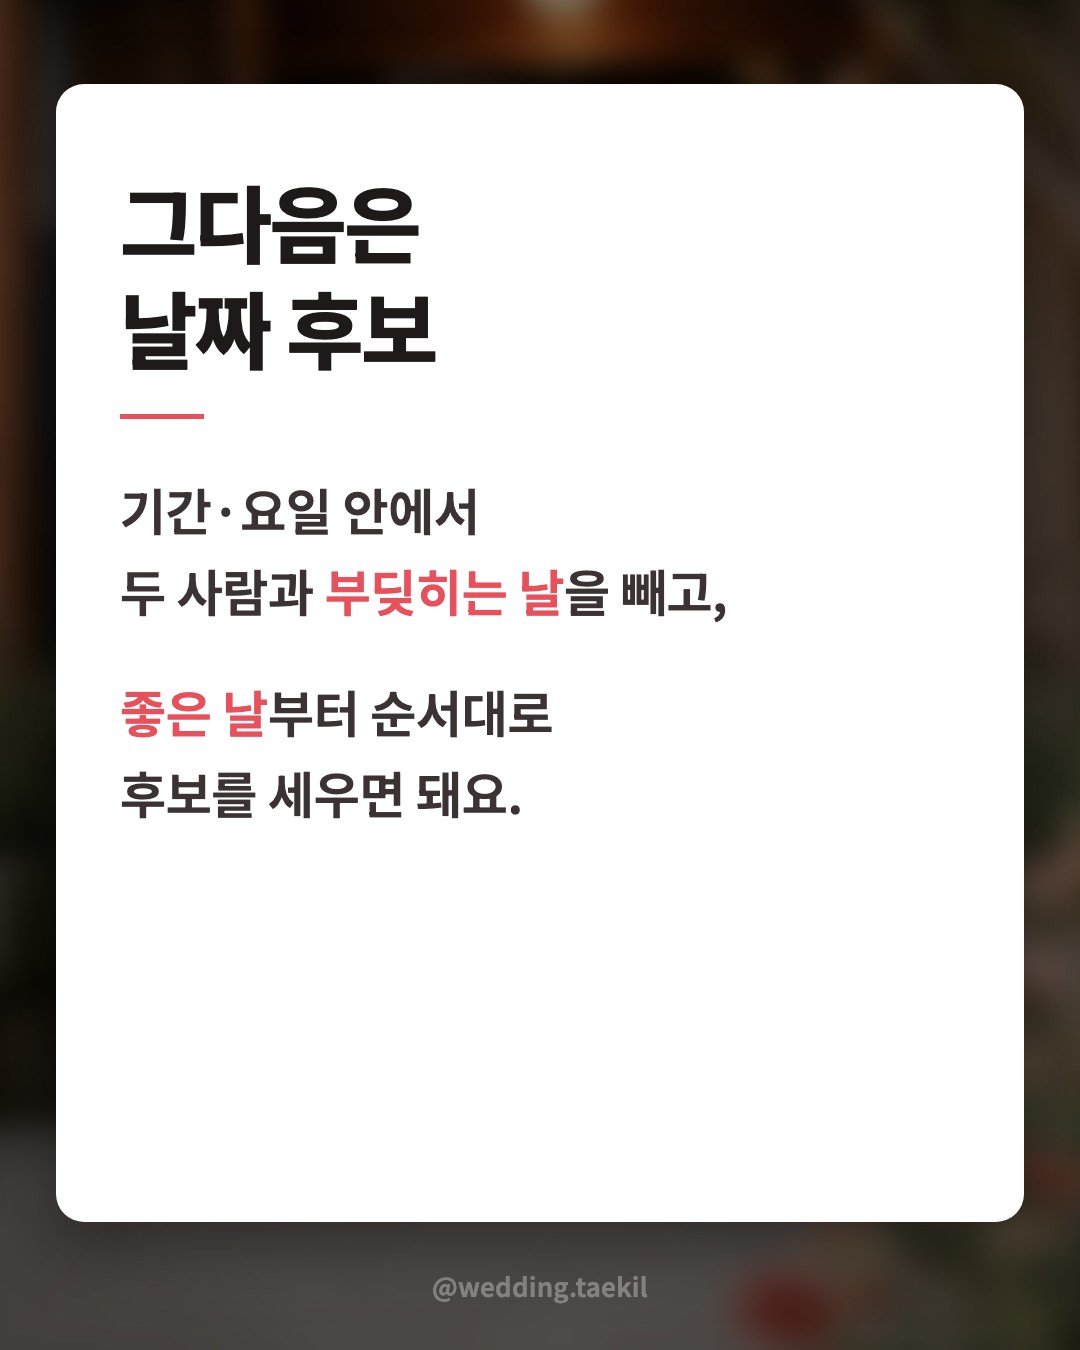 그다음은
날짜 후보
기간·요일 안에서
두 사람과 부딪히는 날을 빼고,
좋은 날부터 순서대로
후보를 세우면 돼요.
@wedding.taekil